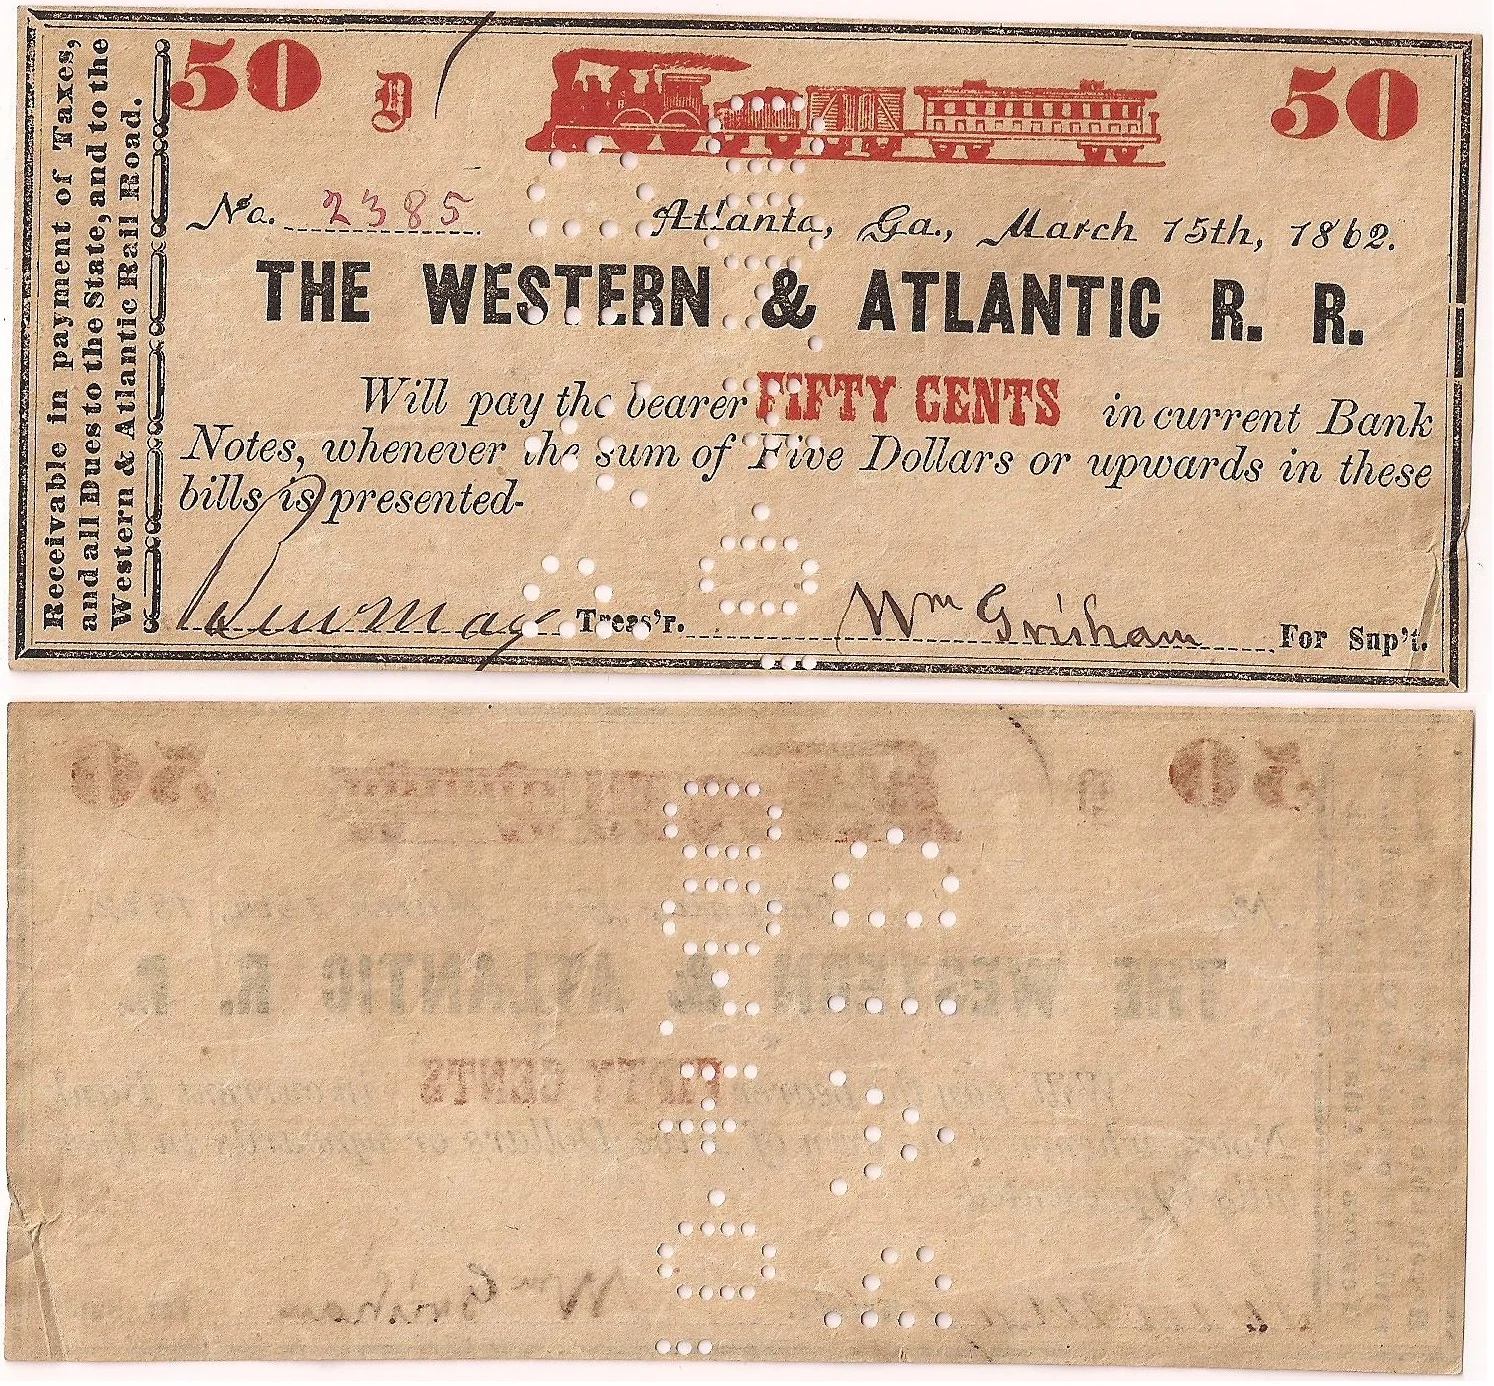 Receivable in payment of Taxes,
and all Dues to the State, and to the
Western & Atlantic Rail Road.
50 D 50
No. 2385 Atlanta, Ga., March 15th, 1862.
THE WESTERN & ATLANTIC R. R.
Will pay the bearer FIFTY CENTS in current Bank
Notes, whenever the sum of Five Dollars or upwards in these
bills is presented-
Ben May Treas'r. Wm Grisham For Sup't.